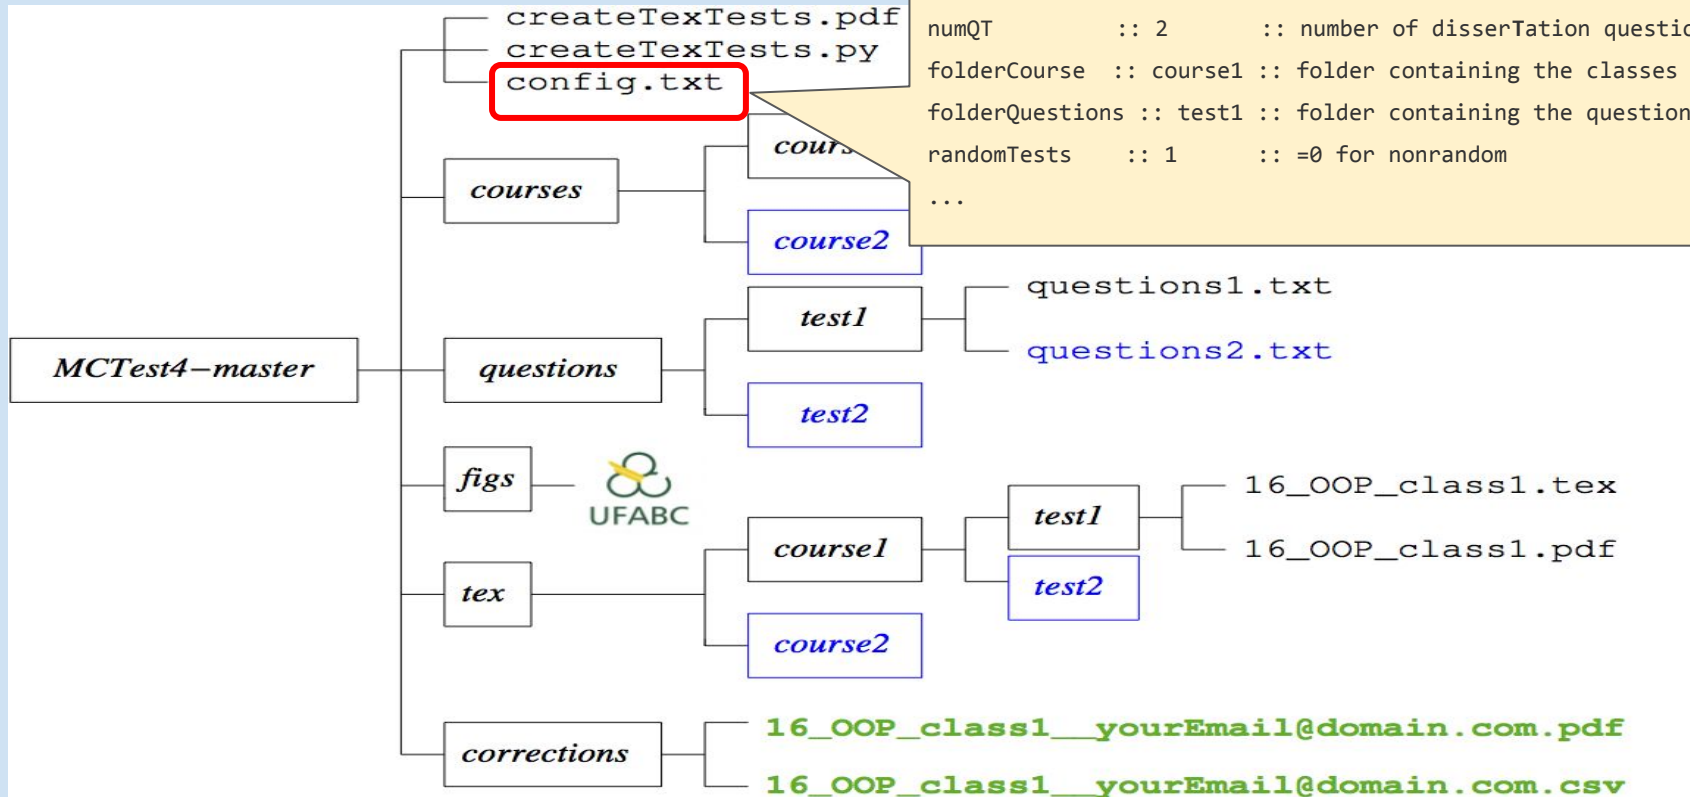 createTexTests.pdf
createTexTests.py
config.txt
numQT :: 2 :: number of disserTation
folderCourse :: course1 :: folder containing the classes
folderQuestions :: test1 :: folder containing the
randomTests :: 1 :: =0 for nonrandom
...
courses
course2
MCTest4-master
questions
test1
questions1.txt
questions2.txt
test2
figs
UFABC
tex
course1
test1
16_OOP_class1.tex
16_OOP_class1.pdf
test2
course2
corrections
16_OOP_class1__yourEmail@domain.com.pdf
16_OOP_class1__yourEmail@domain.com.csv